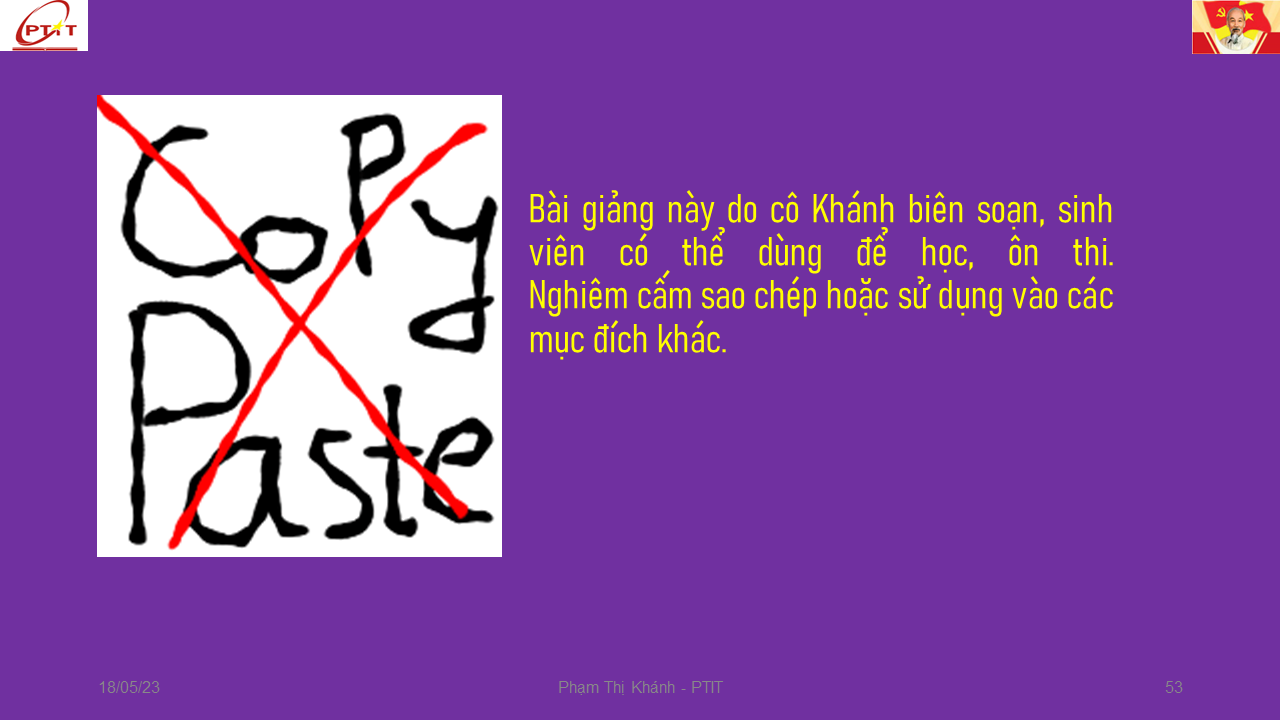 PTIT
Copy
Paste
Bài giảng này do cô Khánh biên soạn, sinh
viên có thể dùng để học, ôn thi.
Nghiêm cấm sao chép hoặc sử dụng vào các
mục đích khác.
18/05/23
Phạm Thị Khánh - PTIT
53